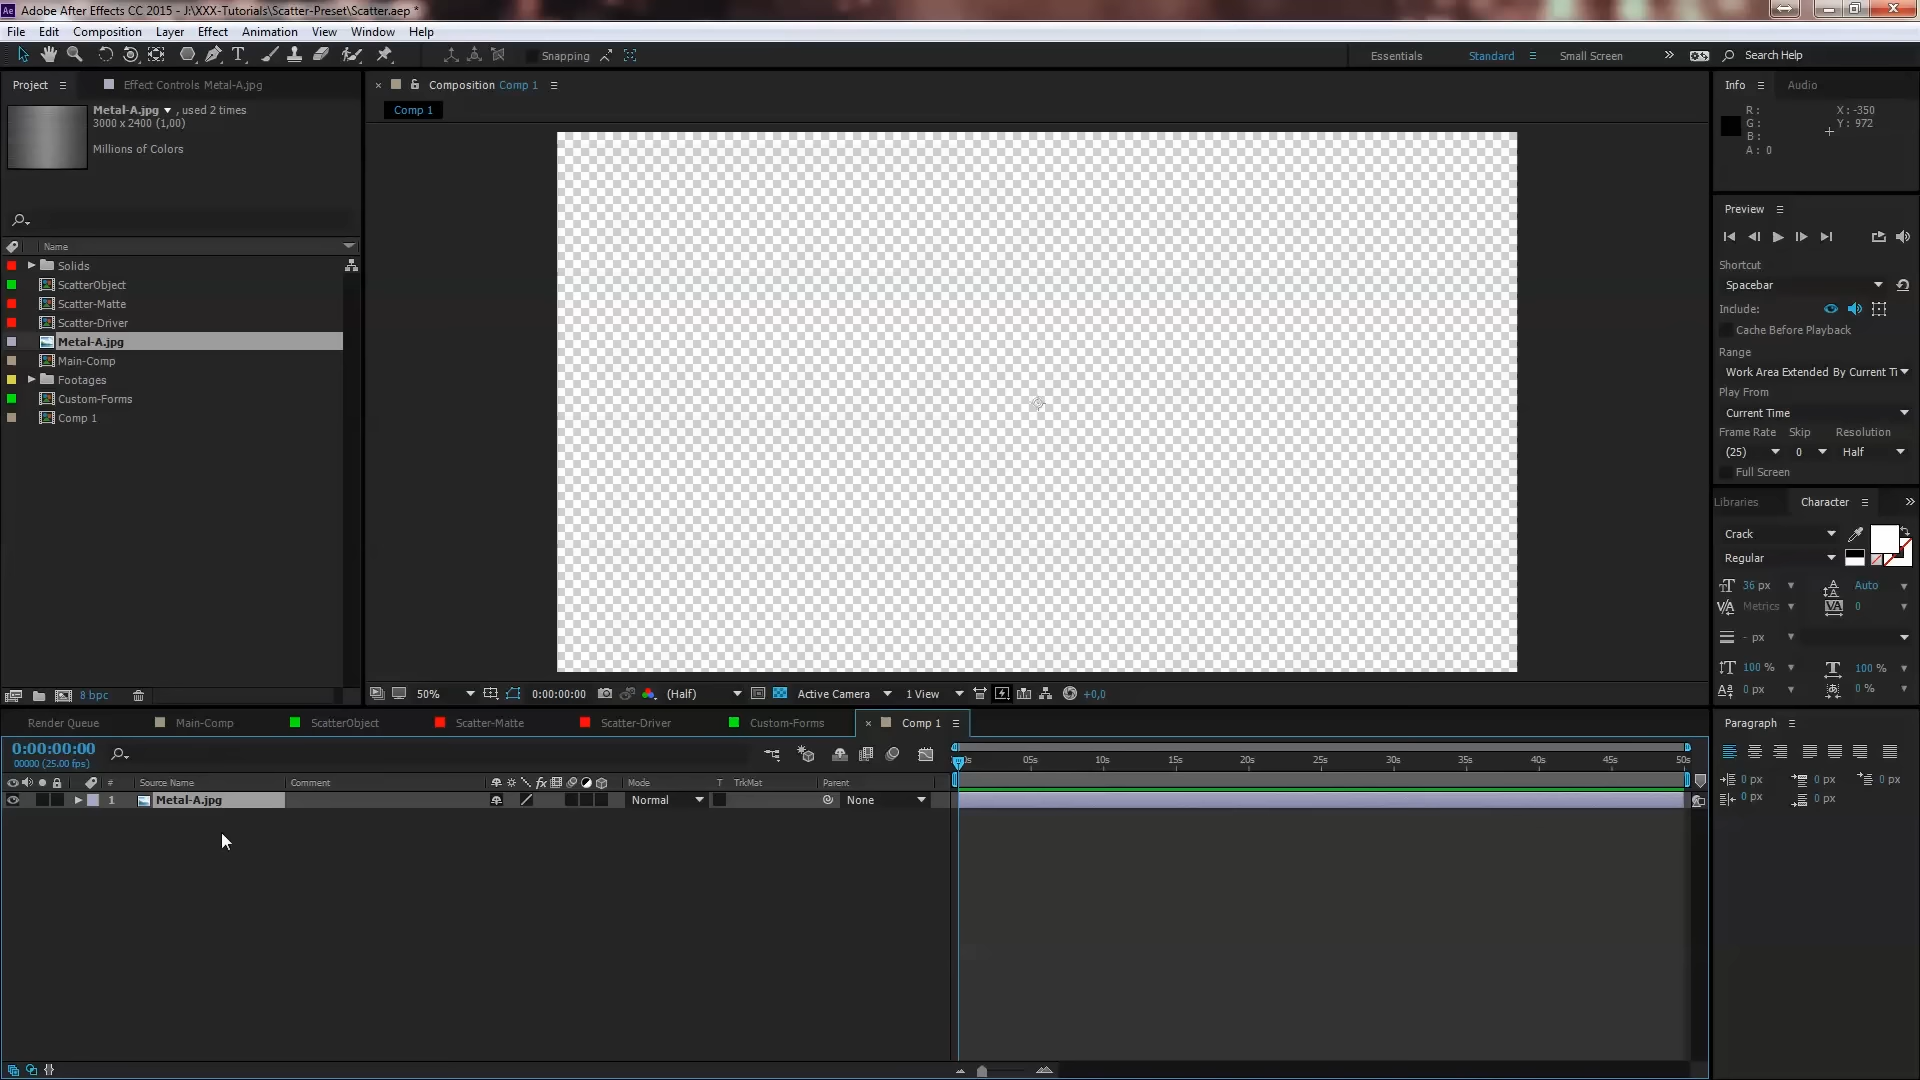 Adobe After Effects CC 2015 - J:\XXX-Tutorials\Scatter-Preset\Scatter.aep *
File Edit Composition Layer Effect Animation View Window Help
Snapping
Essentials Standard Small Screen Search Help
Project
Effect Controls Metal-A.jpg
Metal-A.jpg , used 2 times
3000 x 2400 (1,00)
Millions of Colors
Name
Solids
ScatterObject
Scatter-Matte
Scatter-Driver
Metal-A.jpg
Main-Comp
Footages
Custom-Forms
Comp 1
8 bpc
Composition Comp 1
Comp 1
50%
0:00:00:00
(Half)
Active Camera
1 View
+0,0
Info
Audio
R :
G :
B :
A : 0
X : -350
Y : 972
Preview
Shortcut
Spacebar
Include:
Cache Before Playback
Range
Work Area Extended By Current Ti
Play From
Current Time
Frame Rate Skip Resolution
(25) 0 Half
Full Screen
Libraries
Character
Crack
Regular
36 px
Auto
Metrics
0
- px
100 %
100 %
0 px
0 %
Render Queue
Main-Comp
ScatterObject
Scatter-Matte
Scatter-Driver
Custom-Forms
Comp 1
0:00:00:00
00000 (25.00 fps)
05s 10s 15s 20s 25s 30s 35s 40s 45s 50s
# Source Name Comment fx Mode T TrkMat Parent
1 Metal-A.jpg Normal None
Paragraph
0 px 0 px 0 px
0 px 0 px